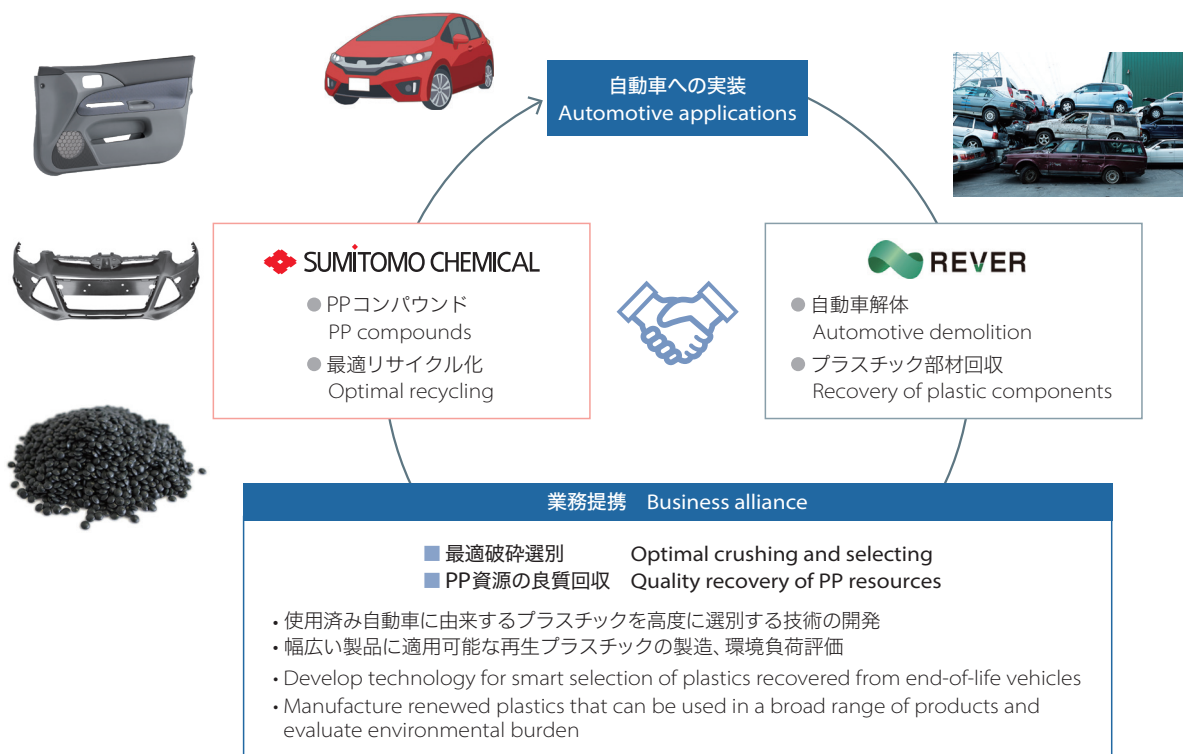 自動車への実装
Automotive applications
SUMITOMO CHEMICAL
● PPコンパウンド
PP compounds
● 最適リサイクル化
Optimal recycling
REVER
● 自動車解体
Automotive demolition
● プラスチック部材回収
Recovery of plastic components
業務提携 Business alliance
■ 最適破砕選別 Optimal crushing and selecting
■ PP資源の良質回収 Quality recovery of PP resources
・使用済み自動車に由来するプラスチックを高度に選別する技術の開発
・幅広い製品に適用可能な再生プラスチックの製造、環境負荷評価
• Develop technology for smart selection of plastics recovered from end-of-life vehicles
• Manufacture renewed plastics that can be used in a broad range of products and
evaluate environmental burden